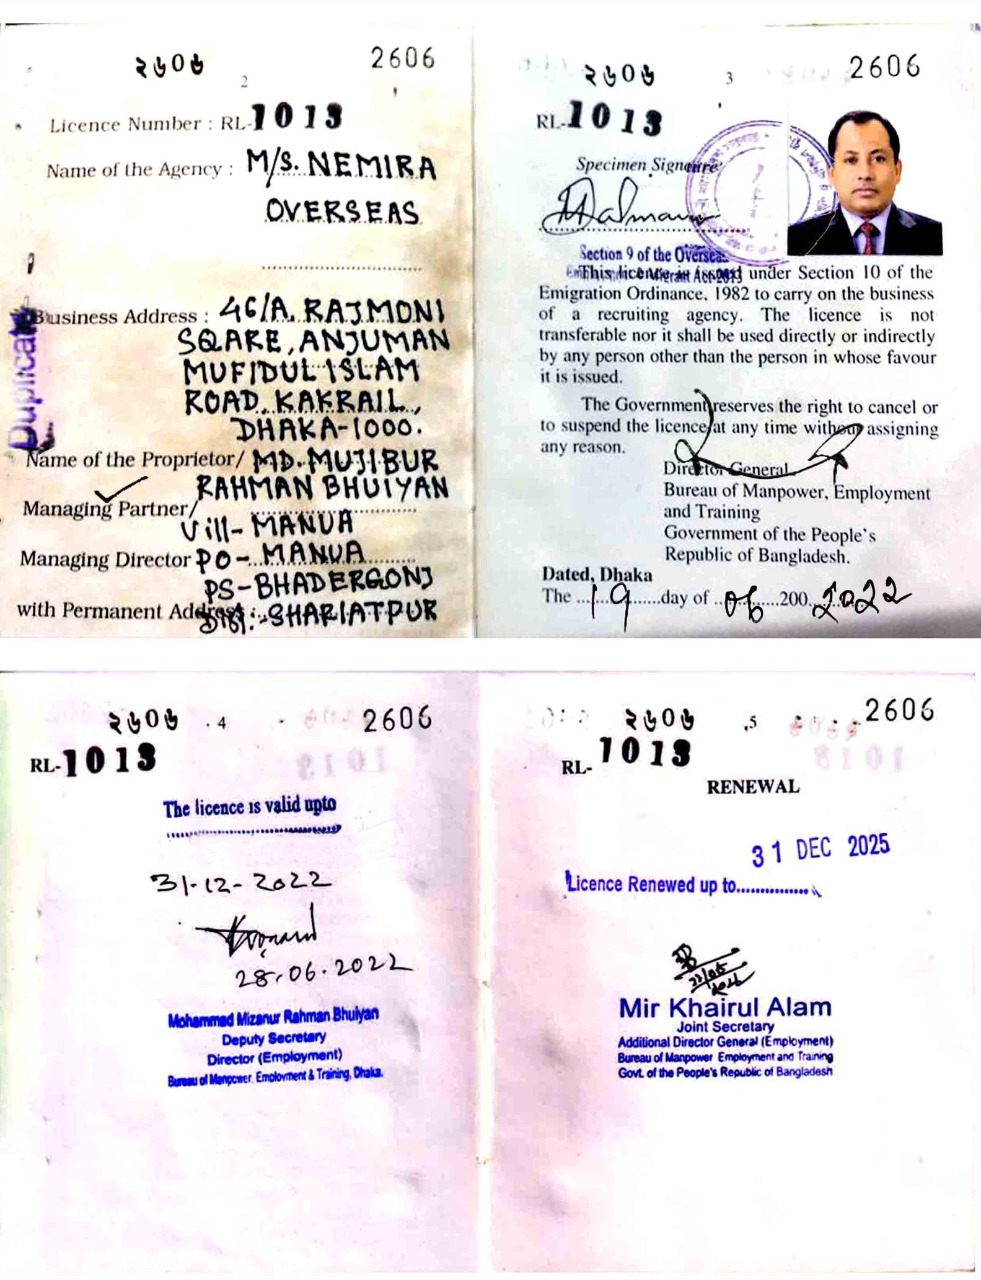 ২৬০৬
2606
2
Licence Number : RL-1013
Name of the Agency : M/S. NEMIRA
OVERSEAS
Duplicate
Business Address : 46/A. RAJMONI
SQARE, ANJUMAN
MUFIDUL ISLAM
ROAD, KAKRAIL,
DHAKA-1000.
Name of the Proprietor/ MD. MUJIBUR
RAHMAN BHUIYAN
Managing Partner/
Vill- MANUA
Managing Director PO-MANUA
PS-BHADERGONJ
with Permanent Address:
Dist:-SHARIATPUR
২৬০৬
3
2606
RL-1013
Specimen Signature
Section 9 of the Overseas
This licence is issued under Section 10 of the
Emigration Ordinance, 1982 to carry on the business
of a recruiting agency. The licence is not
transferable nor it shall be used directly or indirectly
by any person other than the person in whose favour
it is issued.
The Government reserves the right to cancel or
to suspend the licence at any time without assigning
any reason.
Director General,
Bureau of Manpower, Employment
and Training
Government of the People's
Republic of Bangladesh.
Dated, Dhaka
The ....19......day of ..06......200..2022
২৬০৬
4
2606
RL-1013
The licence is valid upto
31-12-2022
28.06.2022
Mohammad Mizanur Rahman Bhuiyan
Deputy Secretary
Director (Employment)
Bureau of Manpower, Employment & Training, Dhaka.
২৬০৬
5
2606
RL-1013
RENEWAL
31 DEC 2025
Licence Renewed up to...............
Mir Khairul Alam
Joint Secretary
Additional Director General (Employment)
Bureau of Manpower Employment and Training
Govt. of the People's Republic of Bangladesh